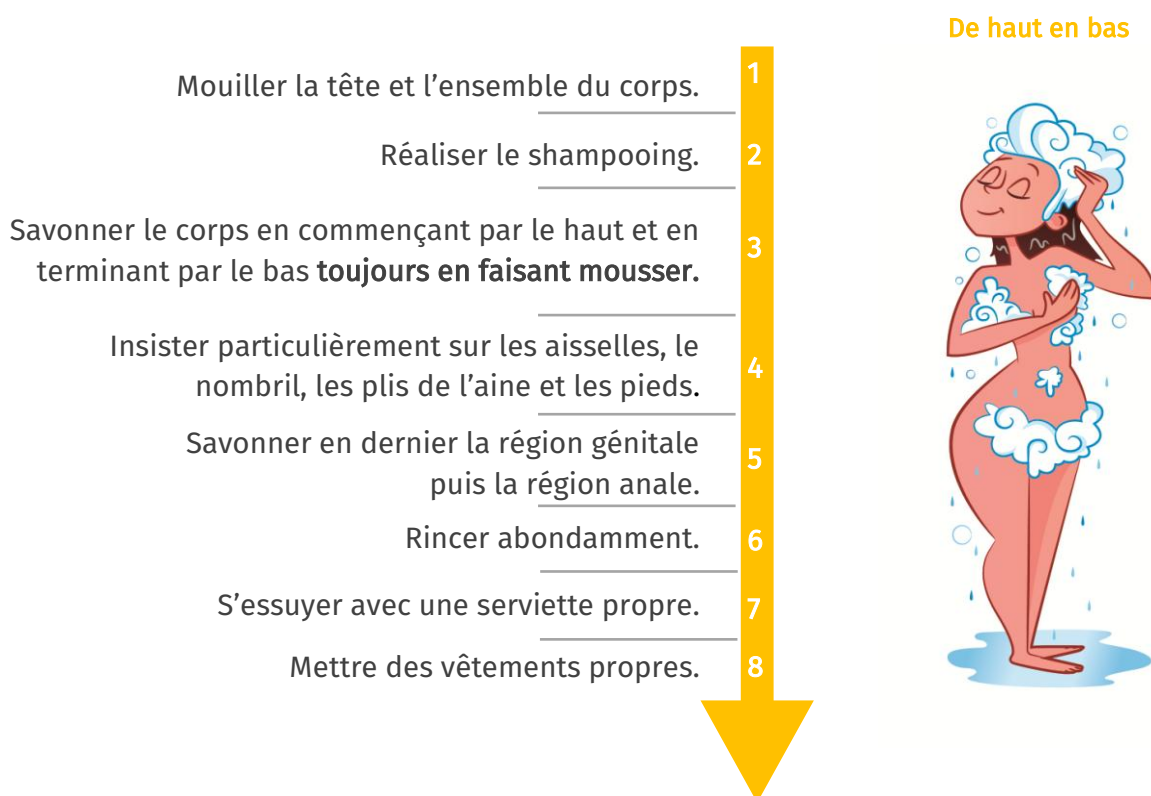 De haut en bas
1
Mouiller la tête et l’ensemble du corps.
2
Réaliser le shampooing.
3
Savonner le corps en commençant par le haut et en
terminant par le bas toujours en faisant mousser.
4
Insister particulièrement sur les aisselles, le
nombril, les plis de l’aine et les pieds.
5
Savonner en dernier la région génitale
puis la région anale.
6
Rincer abondamment.
7
S’essuyer avec une serviette propre.
8
Mettre des vêtements propres.